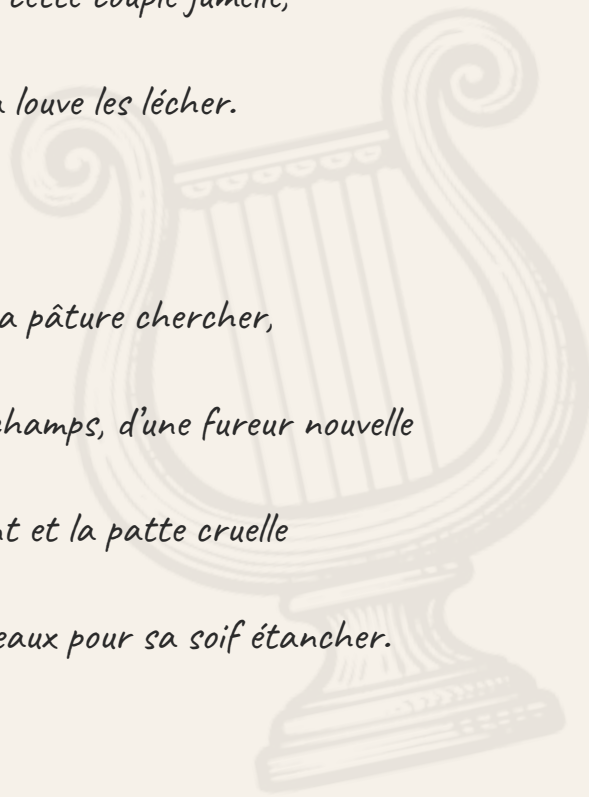 cette couple jumelle,
louve les lécher.
pâture chercher,
champs, d'une fureur nouvelle
et la patte cruelle
pour sa soif étancher.